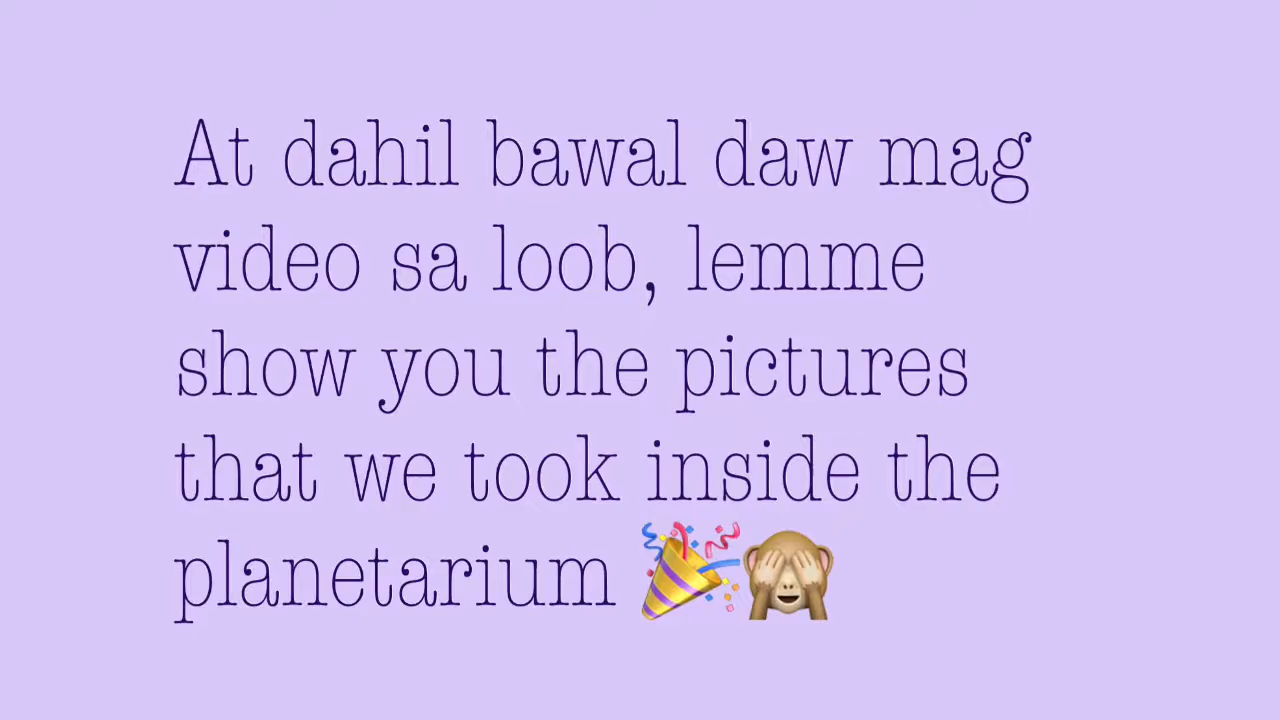 At dahil bawal daw mag
video sa loob, lemme
show you the pictures
that we took inside the
planetarium 🎉🙈